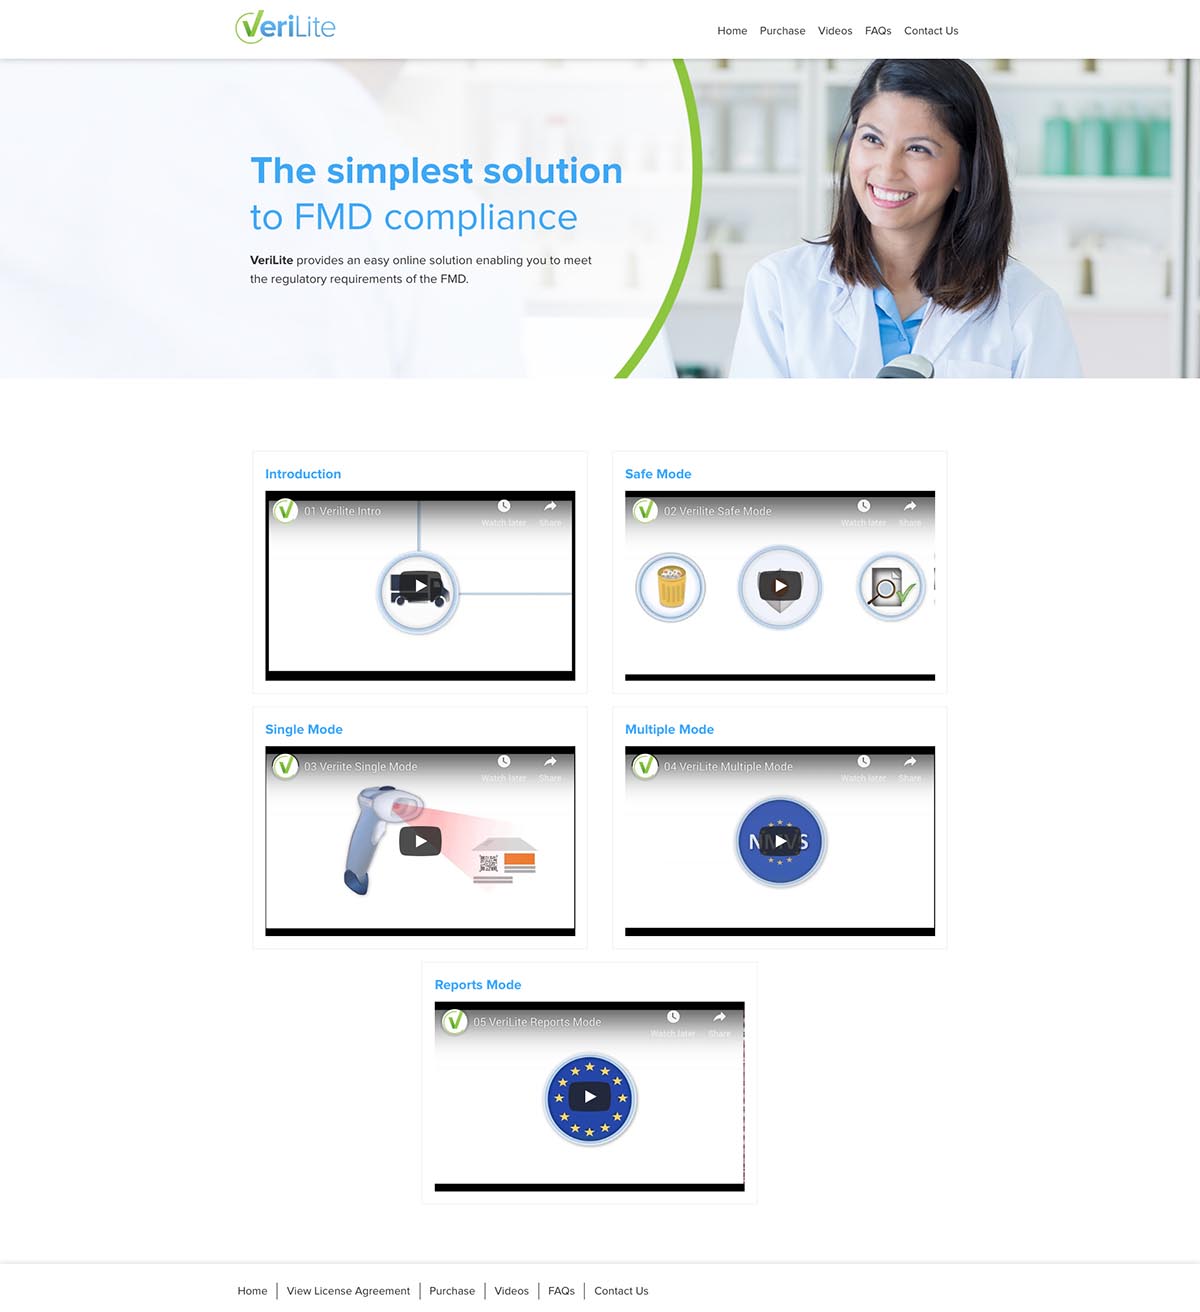 VeriLite
Home Purchase Videos FAQs Contact Us
The simplest solution
to FMD compliance
VeriLite provides an easy online solution enabling you to meet
the regulatory requirements of the FMD.
Introduction
01 Verilite Intro
Watch later Share
Safe Mode
02 Verilite Safe Mode
Watch later Share
Single Mode
03 Veriite Single Mode
Watch later Share
Multiple Mode
04 VeriLite Multiple Mode
Watch later Share
Reports Mode
05 VeriLite Reports Mode
Watch later Share
Home View License Agreement Purchase Videos FAQs Contact Us